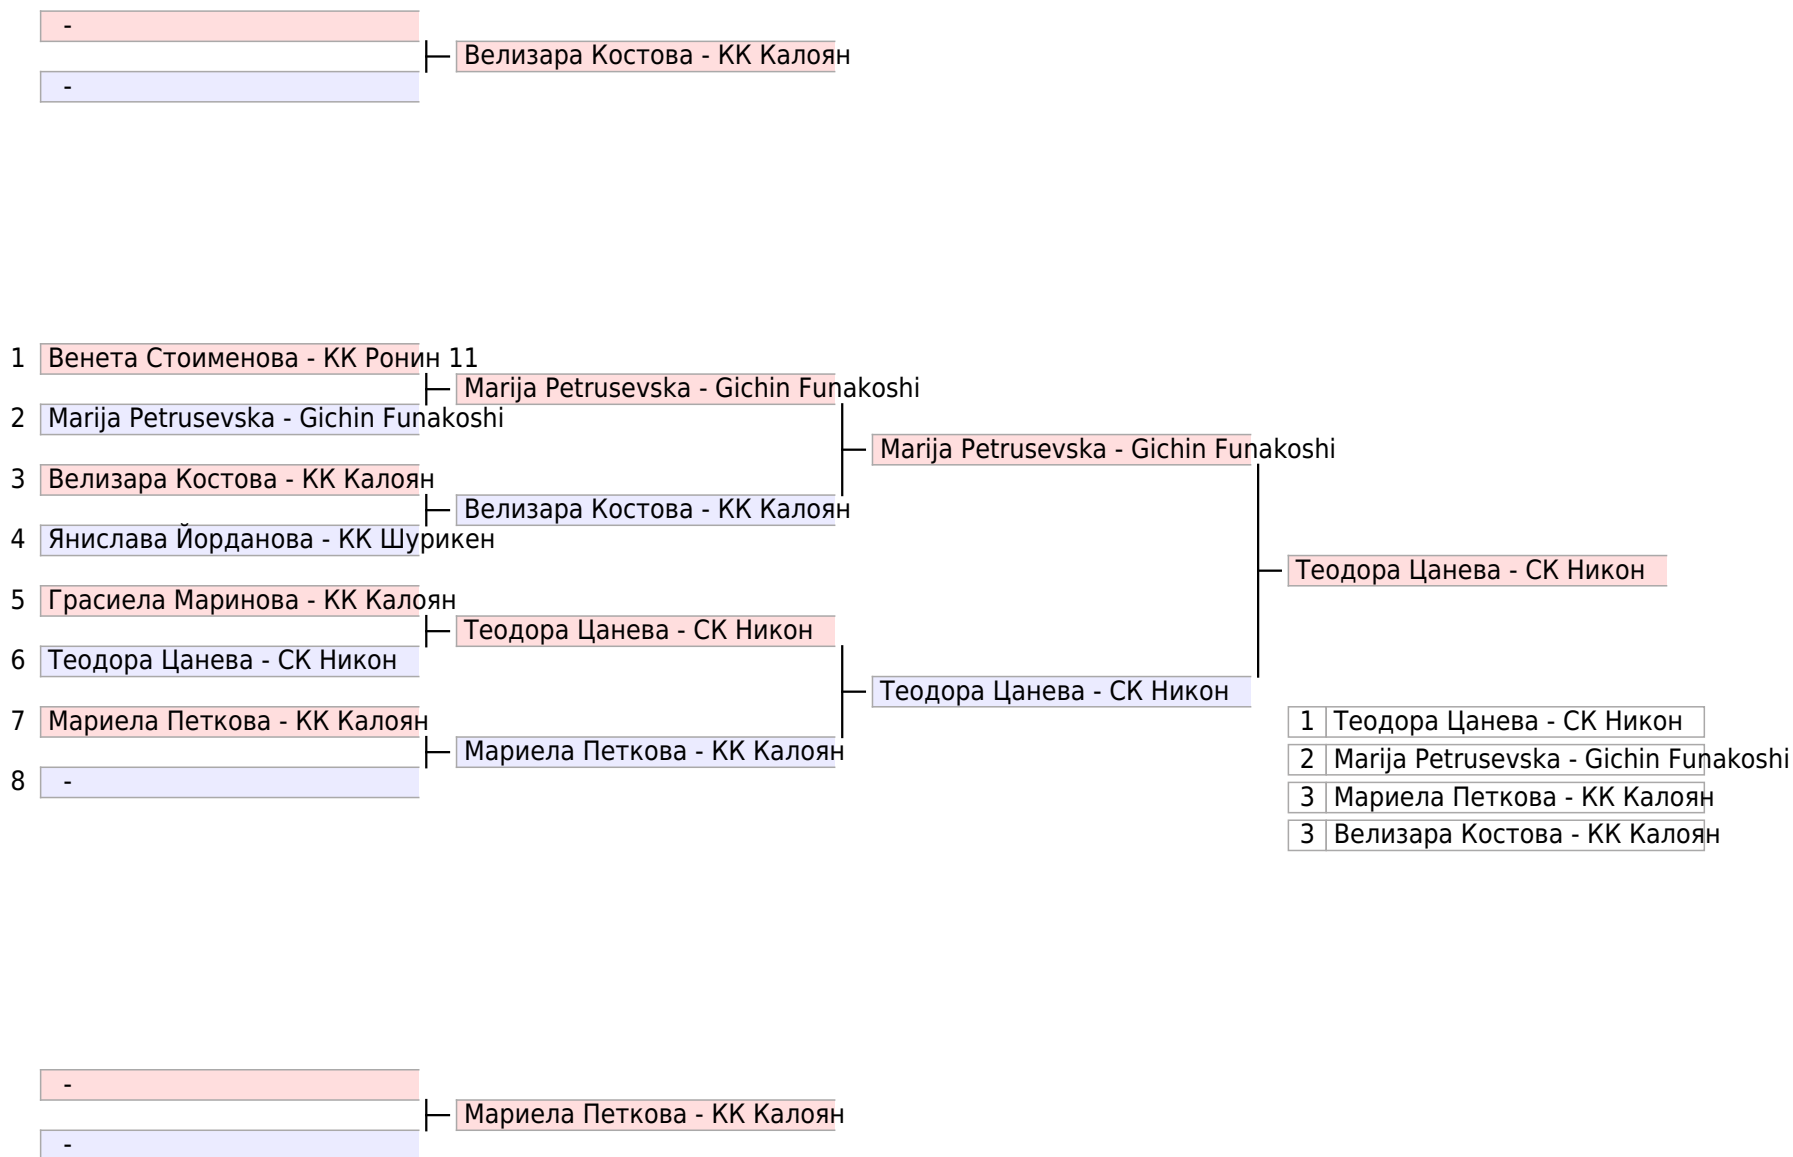 -
Велизара Костова - КК Калоян
-
1 Венета Стоименова - КК Ронин 11
Marija Petrusevska - Gichin Funakoshi
2 Marija Petrusevska - Gichin Funakoshi
Marija Petrusevska - Gichin Funakoshi
3 Велизара Костова - КК Калоян
Велизара Костова - КК Калоян
4 Янислава Йорданова - КК Шурикен
Теодора Цанева - СК Никон
5 Грасиела Маринова - КК Калоян
Теодора Цанева - СК Никон
6 Теодора Цанева - СК Никон
Теодора Цанева - СК Никон
7 Мариела Петкова - КК Калоян
Мариела Петкова - КК Калоян
8 -
1 Теодора Цанева - СК Никон
2 Marija Petrusevska - Gichin Funakoshi
3 Мариела Петкова - КК Калоян
3 Велизара Костова - КК Калоян
-
Мариела Петкова - КК Калоян
-